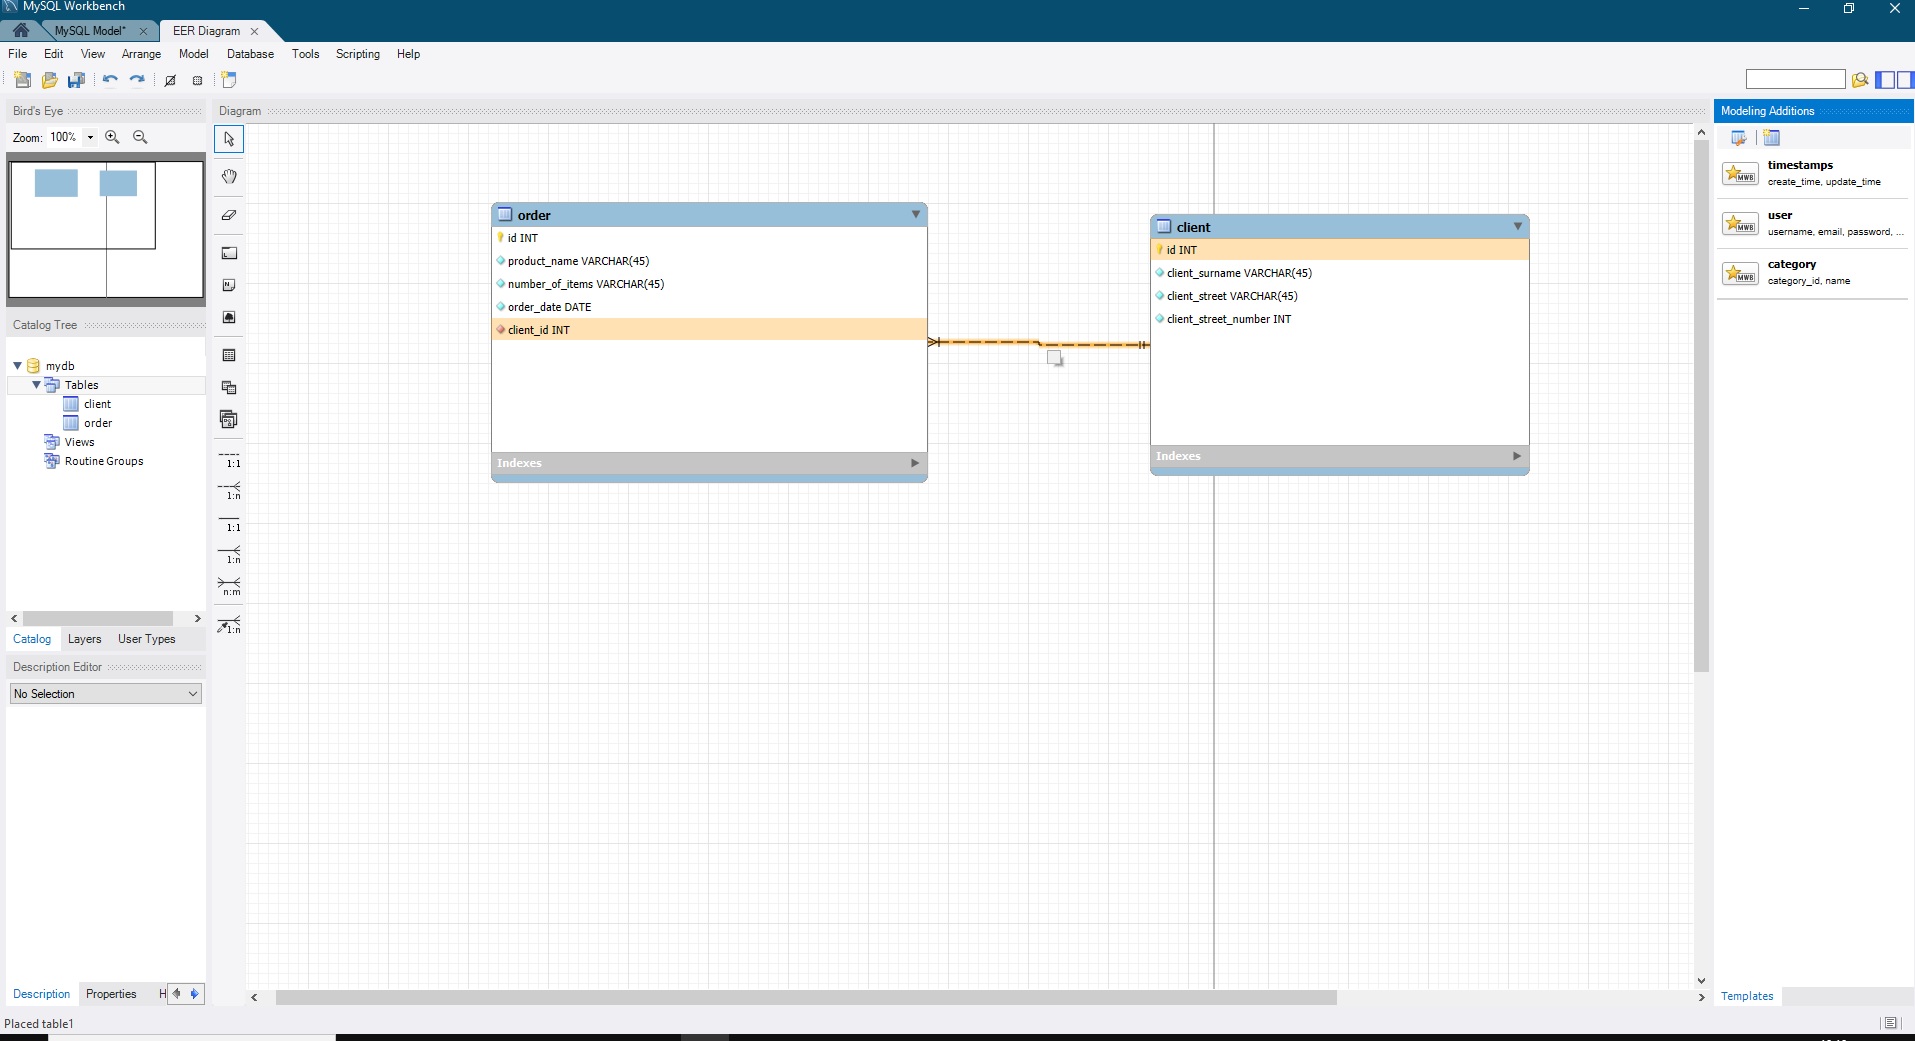 MySQL Workbench
MySQL Model*
EER Diagram
File Edit View Arrange Model Database Tools Scripting Help
Bird's Eye
Zoom: 100%
Catalog Tree
mydb
Tables
client
order
Views
Routine Groups
Catalog Layers User Types
Description Editor
No Selection
Description Properties H
Placed table1
Diagram
1:1
1:n
1:1
1:n
n:m
1:n
order
id INT
product_name VARCHAR(45)
number_of_items VARCHAR(45)
order_date DATE
client_id INT
Indexes
client
id INT
client_surname VARCHAR(45)
client_street VARCHAR(45)
client_street_number INT
Indexes
Modeling Additions
MWB
timestamps
create_time, update_time
MWB
user
username, email, password, ...
MWB
category
category_id, name
Templates